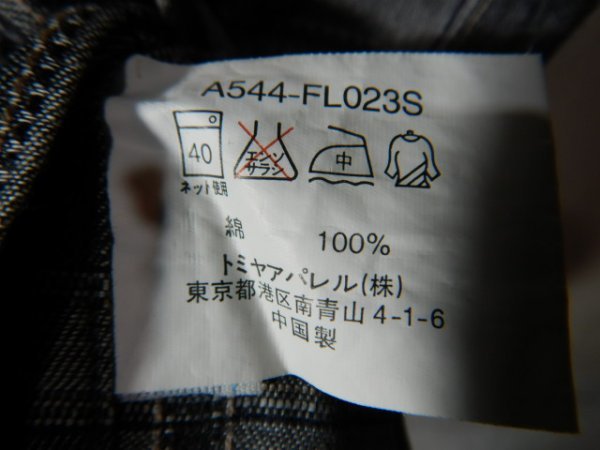 A544-FL023S
40 エンソ サラシ 中
ネット使用
綿 100%
トミヤアパレル(株)
東京都港区南青山 4-1-6
中国製